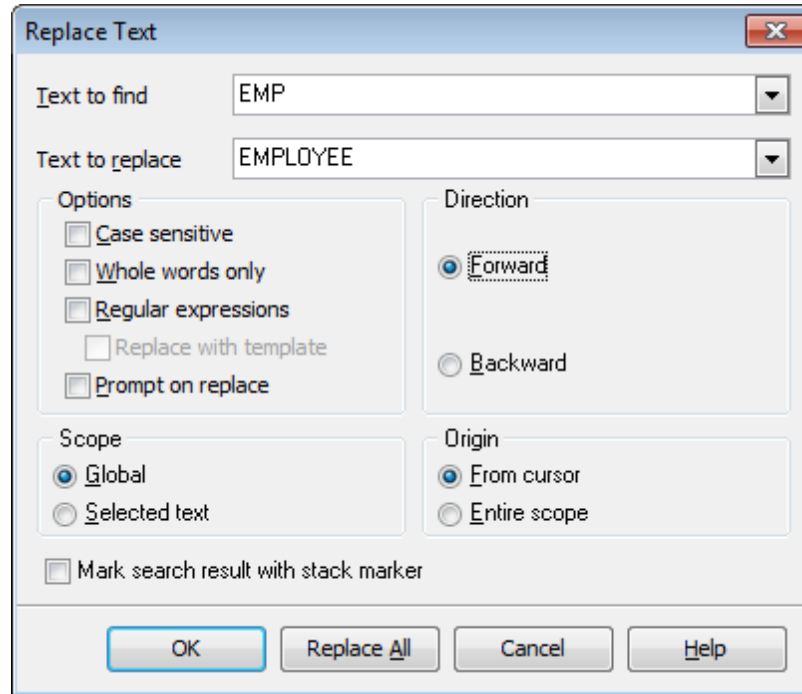 Replace Text
Text to find EMP
Text to replace EMPLOYEE
Options
Case sensitive
Whole words only
Regular expressions
Replace with template
Prompt on replace
Direction
Forward
Backward
Scope
Global
Selected text
Origin
From cursor
Entire scope
Mark search result with stack marker
OK Replace All Cancel Help